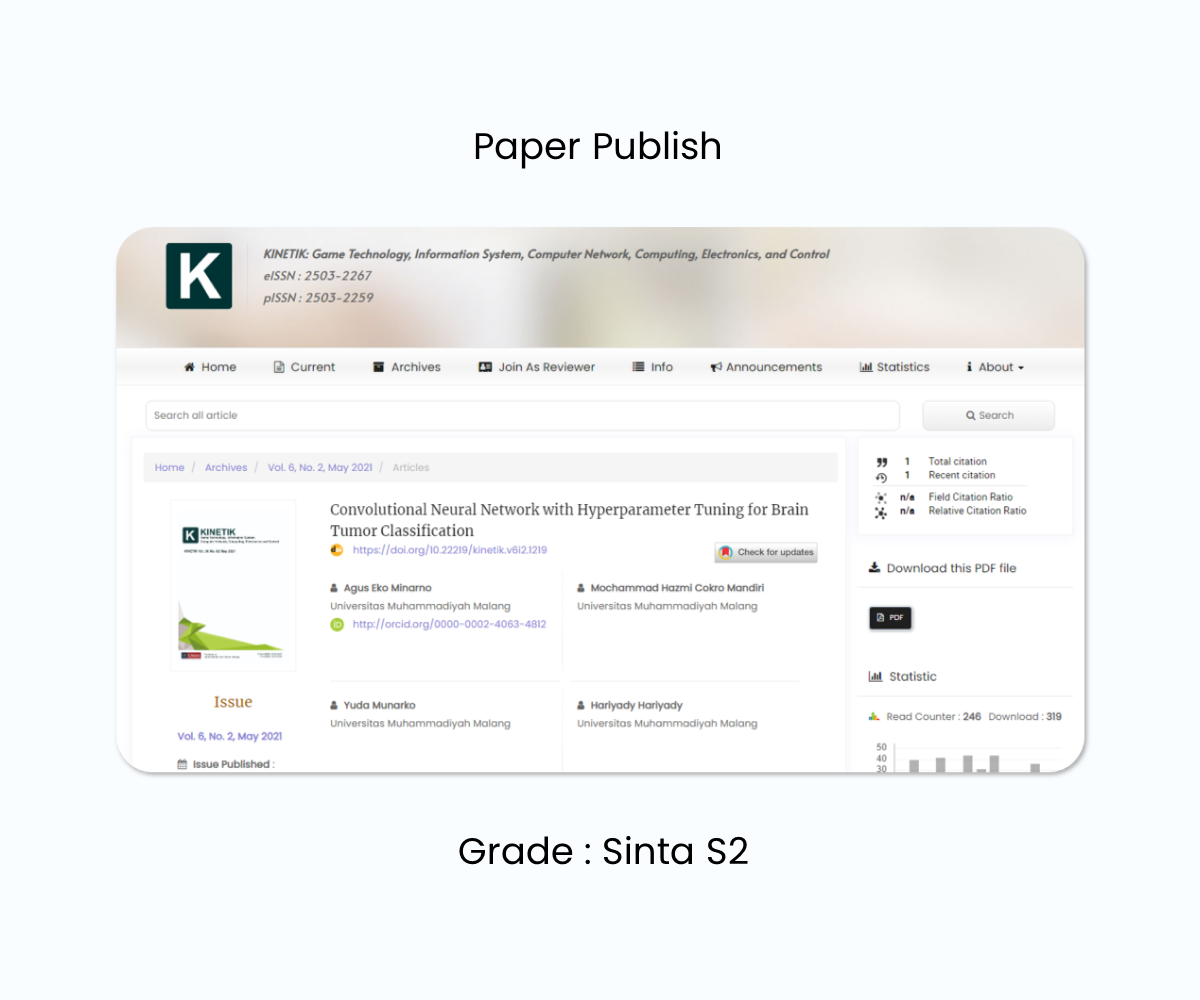 Paper Publish
K
KINETIK: Game Technology, Information System, Computer Network, Computing, Electronics, and Control
eISSN : 2503-2267
pISSN : 2503-2259
Home Current Archives Join As Reviewer Info Announcements Statistics About
Search all article Search
Home / Archives / Vol. 6, No. 2, May 2021 / Articles
K KINETIK
Convolutional Neural Network with Hyperparameter Tuning for Brain
Tumor Classification
https://doi.org/10.22219/kinetik.v6i2.1219
Check for updates
Agus Eko Minarno
Universitas Muhammadiyah Malang
iD http://orcid.org/0000-0002-4063-4812
Mochammad Hazmi Cokro Mandiri
Universitas Muhammadiyah Malang
Yuda Munarko
Universitas Muhammadiyah Malang
Hariyady Hariyady
Universitas Muhammadiyah Malang
Issue
Vol. 6, No. 2, May 2021
Issue Published :
1 Total citation
1 Recent citation
n/a Field Citation Ratio
n/a Relative Citation Ratio
Download this PDF file
PDF
Statistic
Read Counter : 246 Download : 319
50
40
30
Grade : Sinta S2